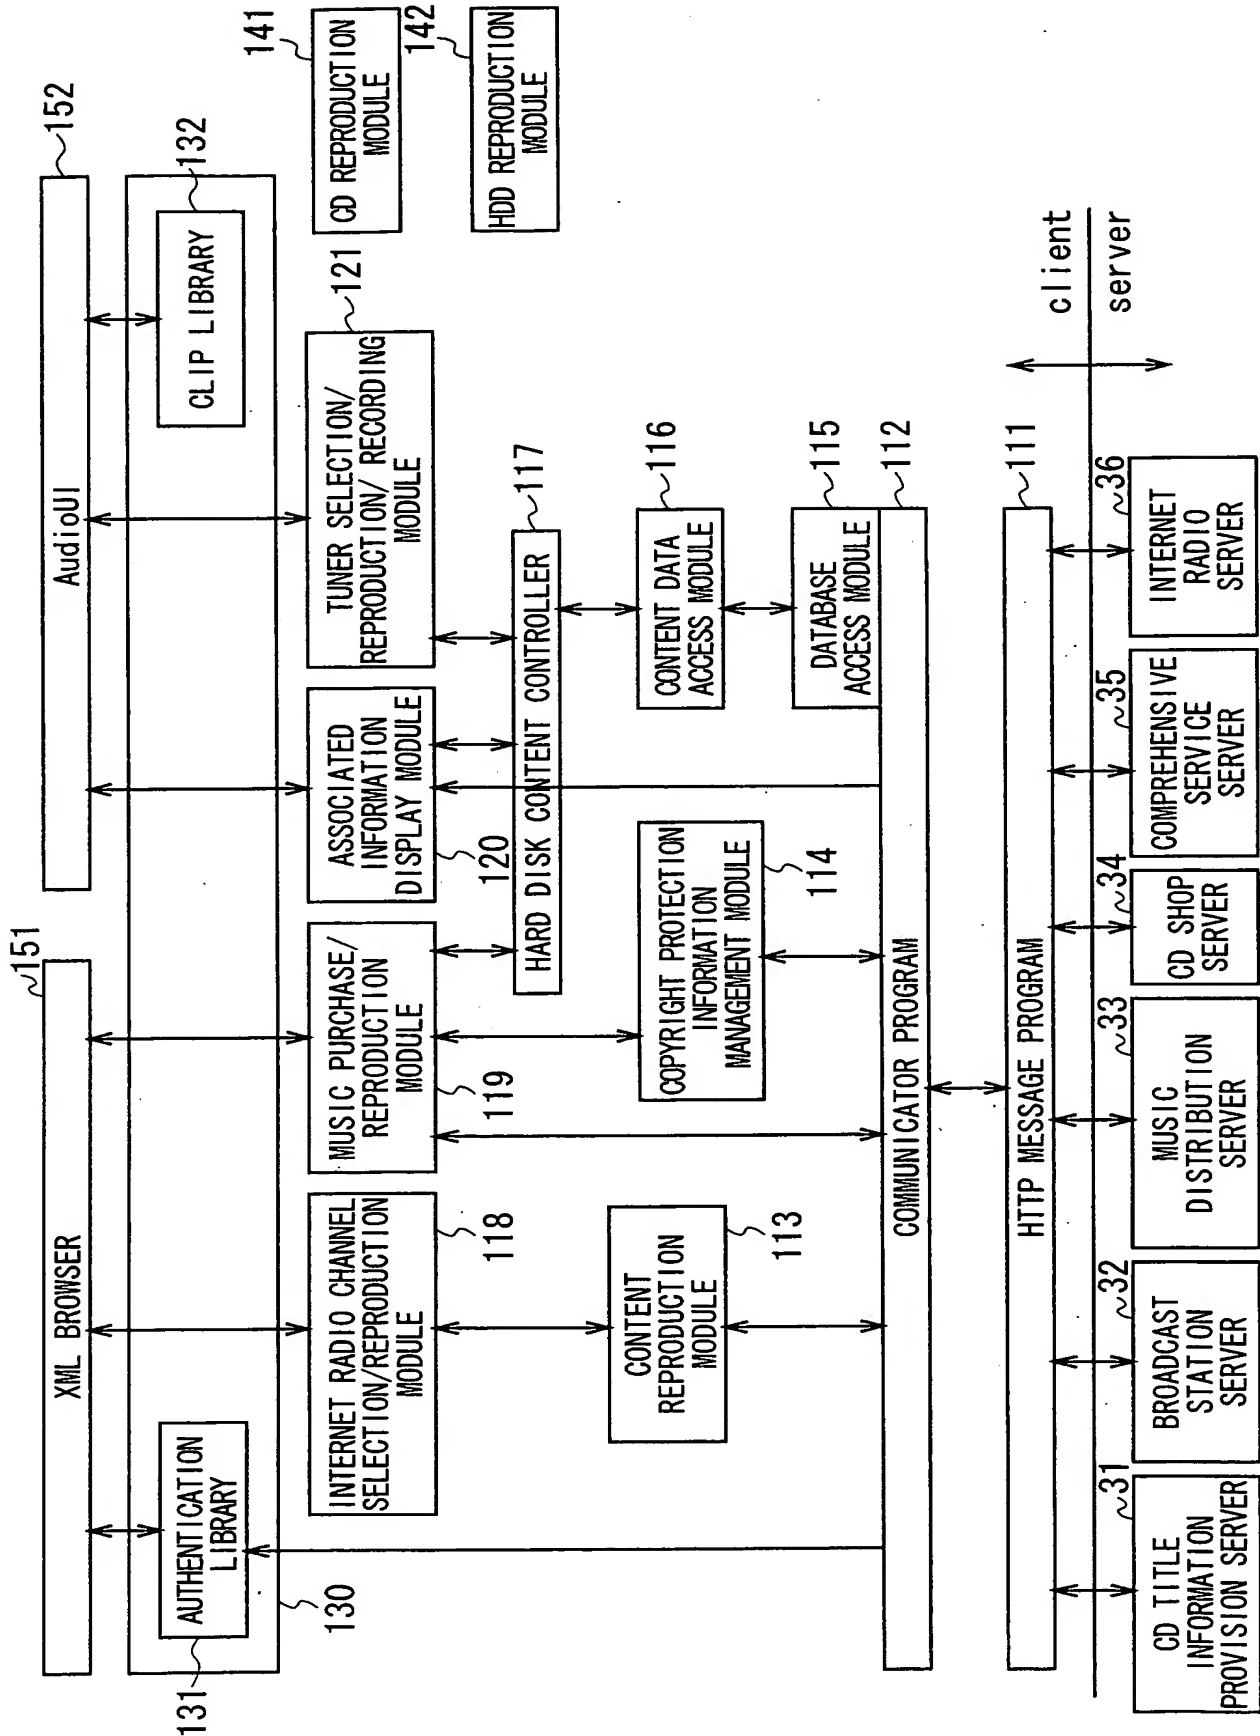 151
XML BROWSER
152
AudioUI
131
AUTHENTICATION
LIBRARY
130
132
CLIP LIBRARY
INTERNET RADIO CHANNEL
SELECTION/REPRODUCTION
MODULE
118
MUSIC PURCHASE/
REPRODUCTION
MODULE
119
ASSOCIATED
INFORMATION
DISPLAY MODULE
120
TUNER SELECTION/
REPRODUCTION/ RECORDING
MODULE
121
CD REPRODUCTION
MODULE
141
HDD REPRODUCTION
MODULE
142
HARD DISK CONTENT CONTROLLER
117
CONTENT
REPRODUCTION
MODULE
113
COPYRIGHT PROTECTION
INFORMATION
MANAGEMENT MODULE
114
CONTENT DATA
ACCESS MODULE
116
DATABASE
ACCESS MODULE
115
COMMUNICATOR PROGRAM
112
HTTP MESSAGE PROGRAM
111
client
server
CD TITLE
INFORMATION
PROVISION SERVER
31
BROADCAST
STATION
SERVER
32
MUSIC
DISTRIBUTION
SERVER
33
CD SHOP
SERVER
34
COMPREHENSIVE
SERVICE
SERVER
35
INTERNET
RADIO
SERVER
36